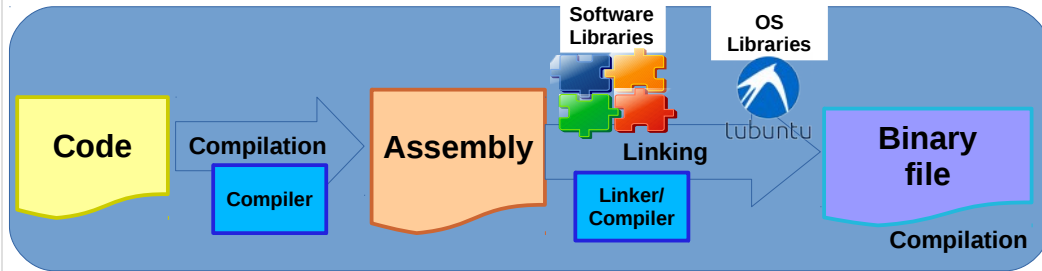 Software
Libraries
OS
Libraries
lubuntu
Code
Compilation
Compiler
Assembly
Linking
Linker/
Compiler
Binary
file
Compilation